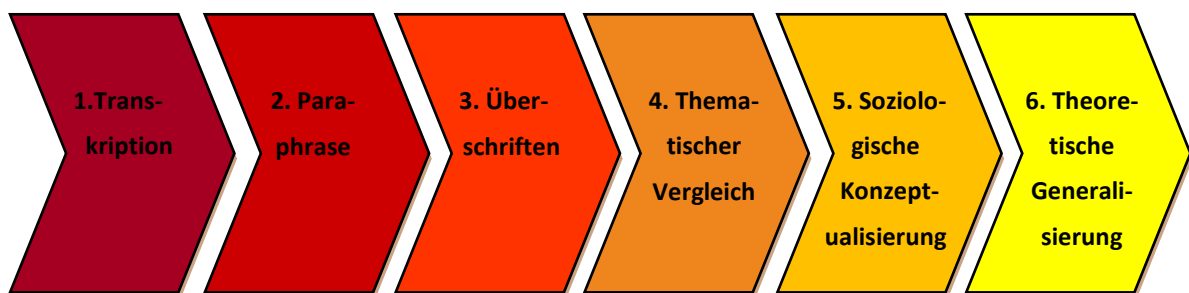 1.Trans-
kription
2. Para-
phrase
3. Über-
schriften
4. Thema-
tischer
Vergleich
5. Soziolo-
gische
Konzept-
ualisierung
6. Theore-
tische
Generali-
sierung